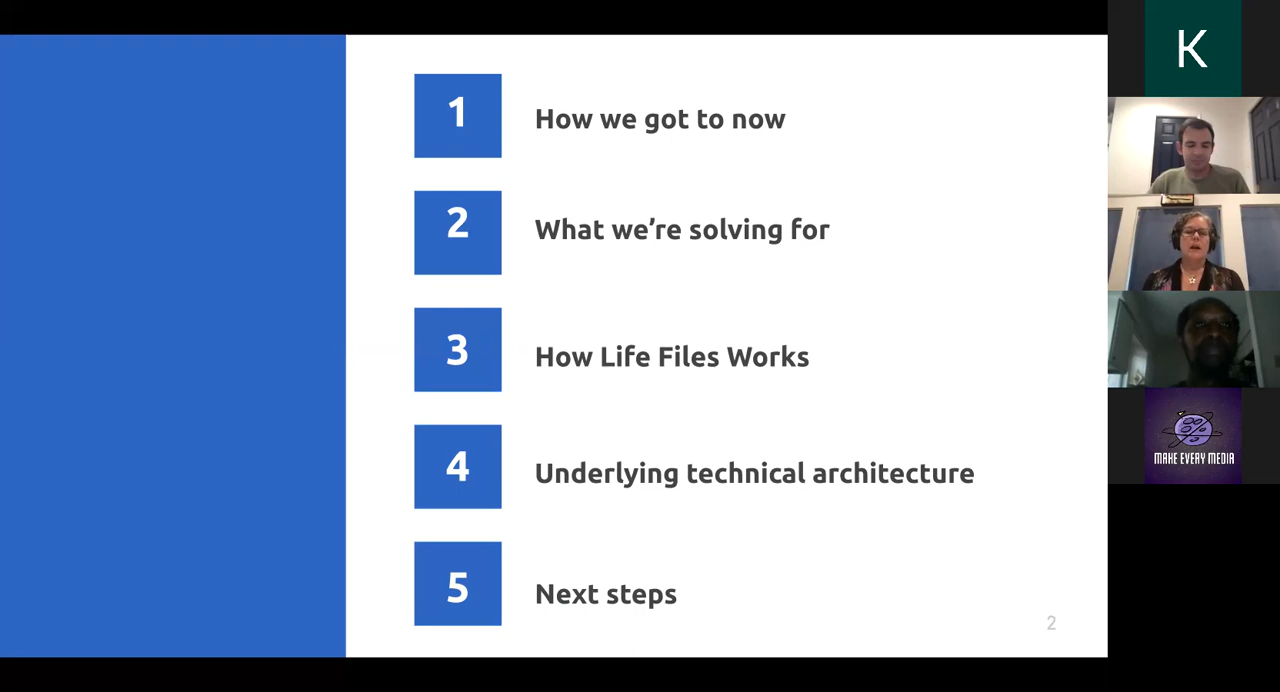 1
How we got to now
2
What we’re solving for
3
How Life Files Works
4
Underlying technical architecture
5
Next steps
2
K
MAKE EVERY MEDIA